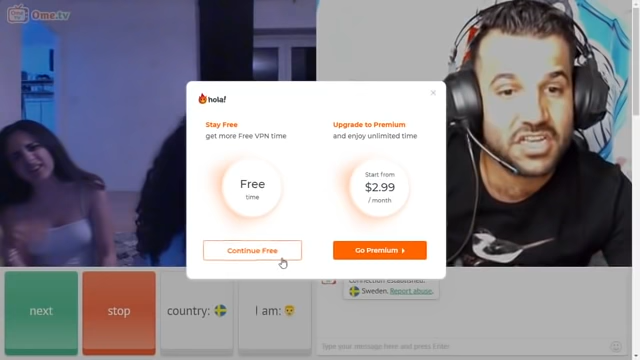 Ome.tv
hola!
Stay Free
get more Free VPN time
Upgrade to Premium
and enjoy unlimited time
Free
time
Start from
$2.99
/ month
Continue Free
Go Premium
next
stop
country:
I am:
Connection established.
Sweden. Report abuse.
Type your message here and press Enter